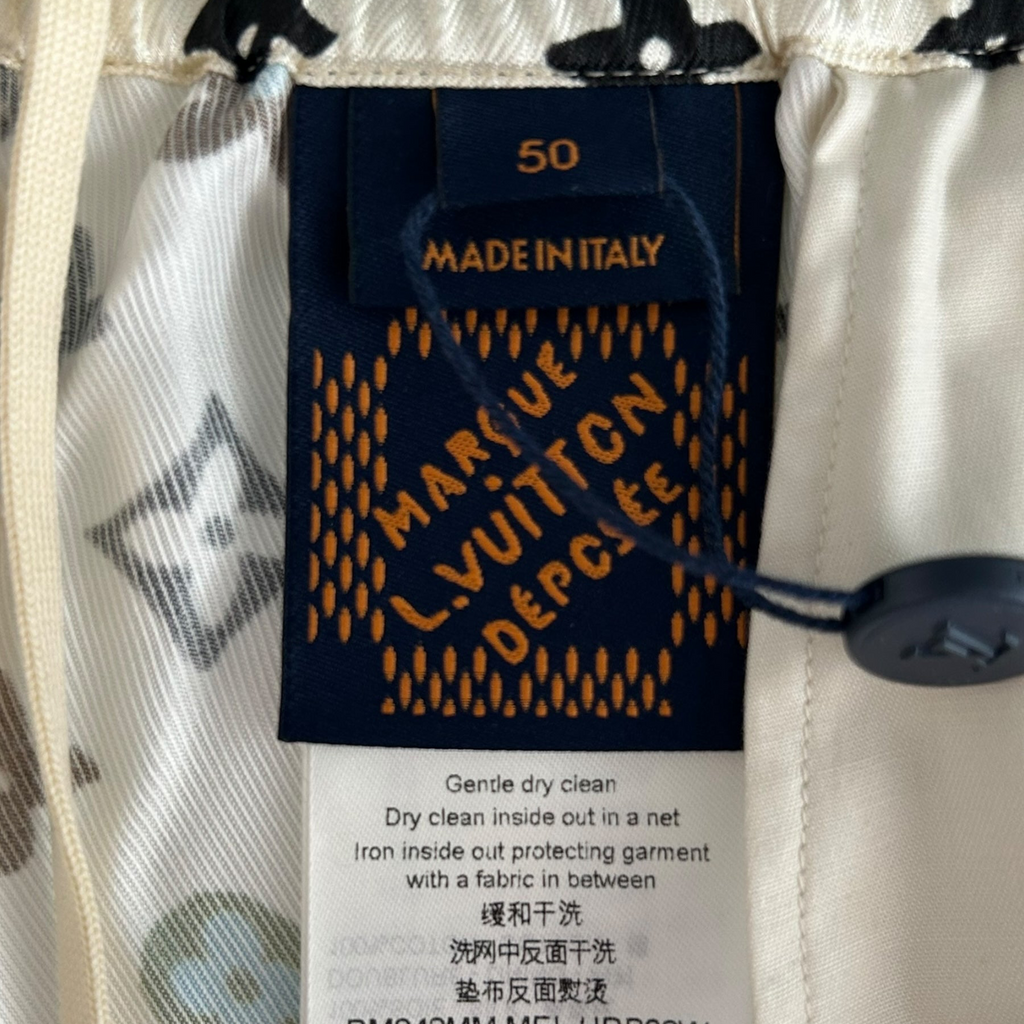 50
MADE IN ITALY
MARQUE
L.VUITTON
DÉPOSÉE
Gentle dry clean
Dry clean inside out in a net
Iron inside out protecting garment
with a fabric in between
缓和干洗
洗网中反面干洗
垫布反面熨烫